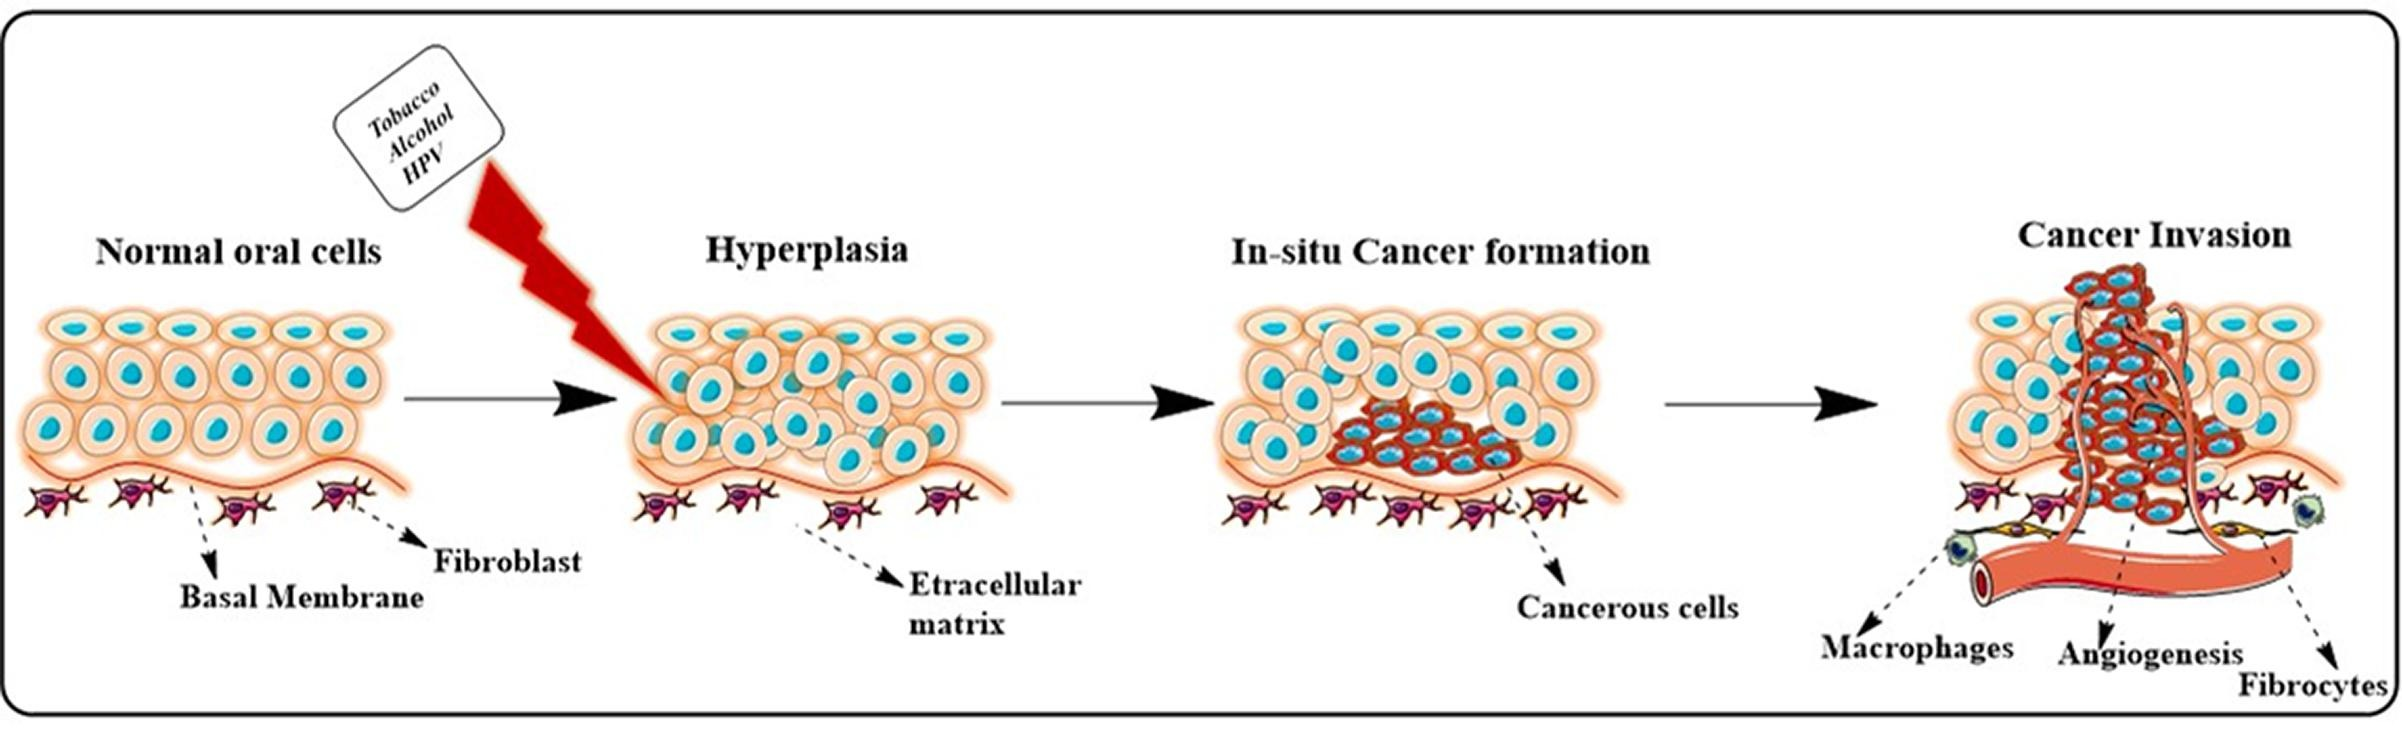 Tobacco
Alcohol
HPV
Normal oral cells
Hyperplasia
In-situ Cancer formation
Cancer Invasion
Fibroblast
Basal Membrane
Etracellular
matrix
Cancerous cells
Macrophages
Angiogenesis
Fibrocytes